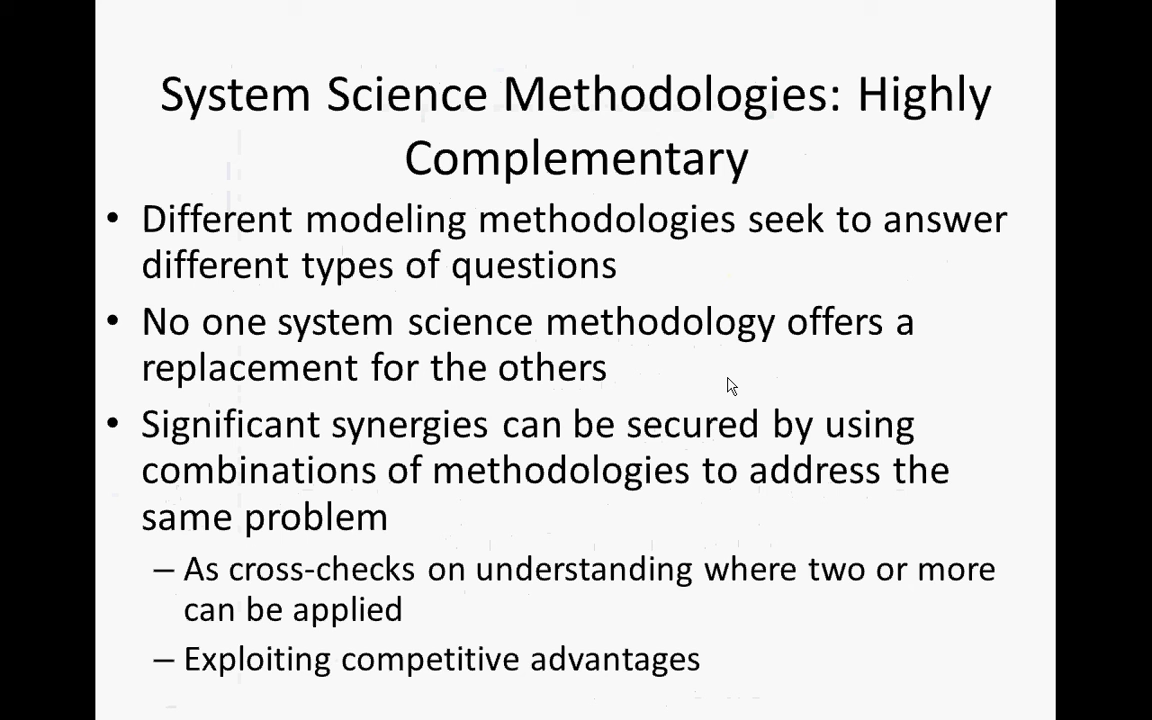 System Science Methodologies: Highly
Complementary
• Different modeling methodologies seek to answer
different types of questions
• No one system science methodology offers a
replacement for the others
• Significant synergies can be secured by using
combinations of methodologies to address the
same problem
– As cross-checks on understanding where two or more
can be applied
– Exploiting competitive advantages